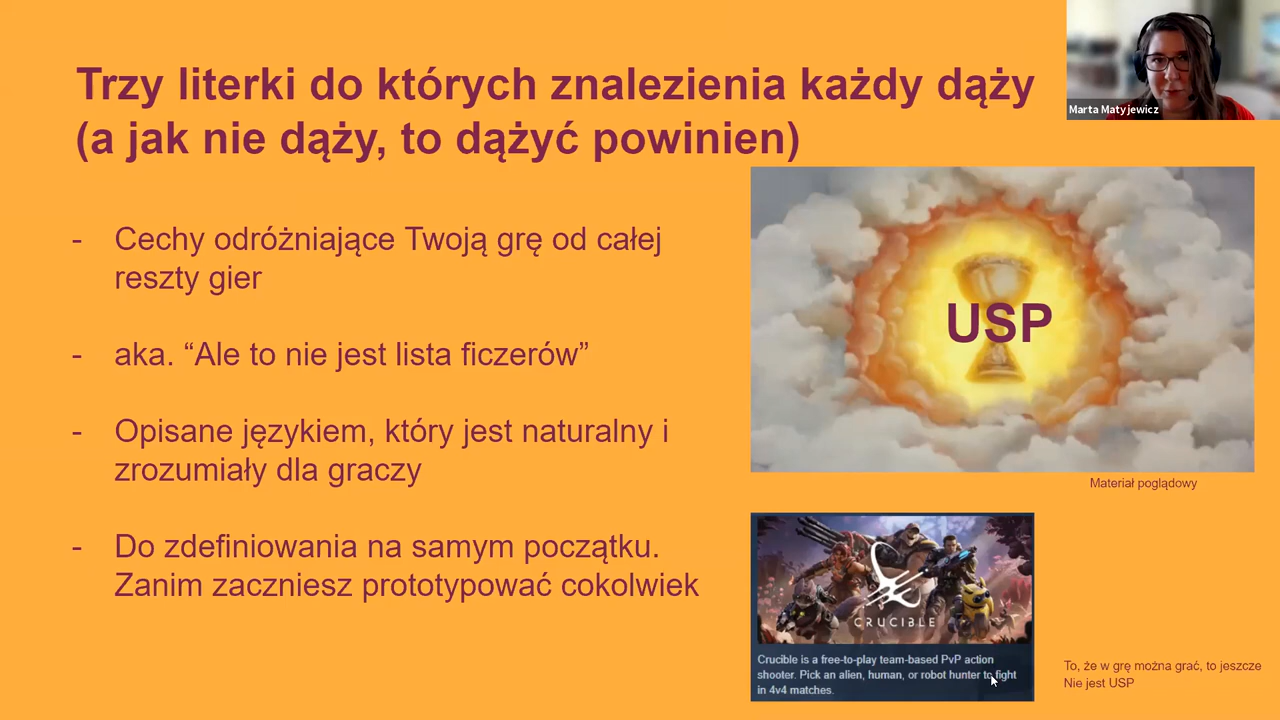 Trzy literki do których znalezienia każdy dąży
(a jak nie dąży, to dążyć powinien)
Marta Matyjewicz
- Cechy odróżniające Twoją grę od całej
reszty gier
- aka. “Ale to nie jest lista ficzerów”
- Opisane językiem, który jest naturalny i
zrozumiały dla graczy
- Do zdefiniowania na samym początku.
Zanim zaczniesz prototypować cokolwiek
USP
Materiał poglądowy
CRUCIBLE
Crucible is a free-to-play team-based PvP action
shooter. Pick an alien, human, or robot hunter to fight
in 4v4 matches.
To, że w grę można grać, to jeszcze
Nie jest USP